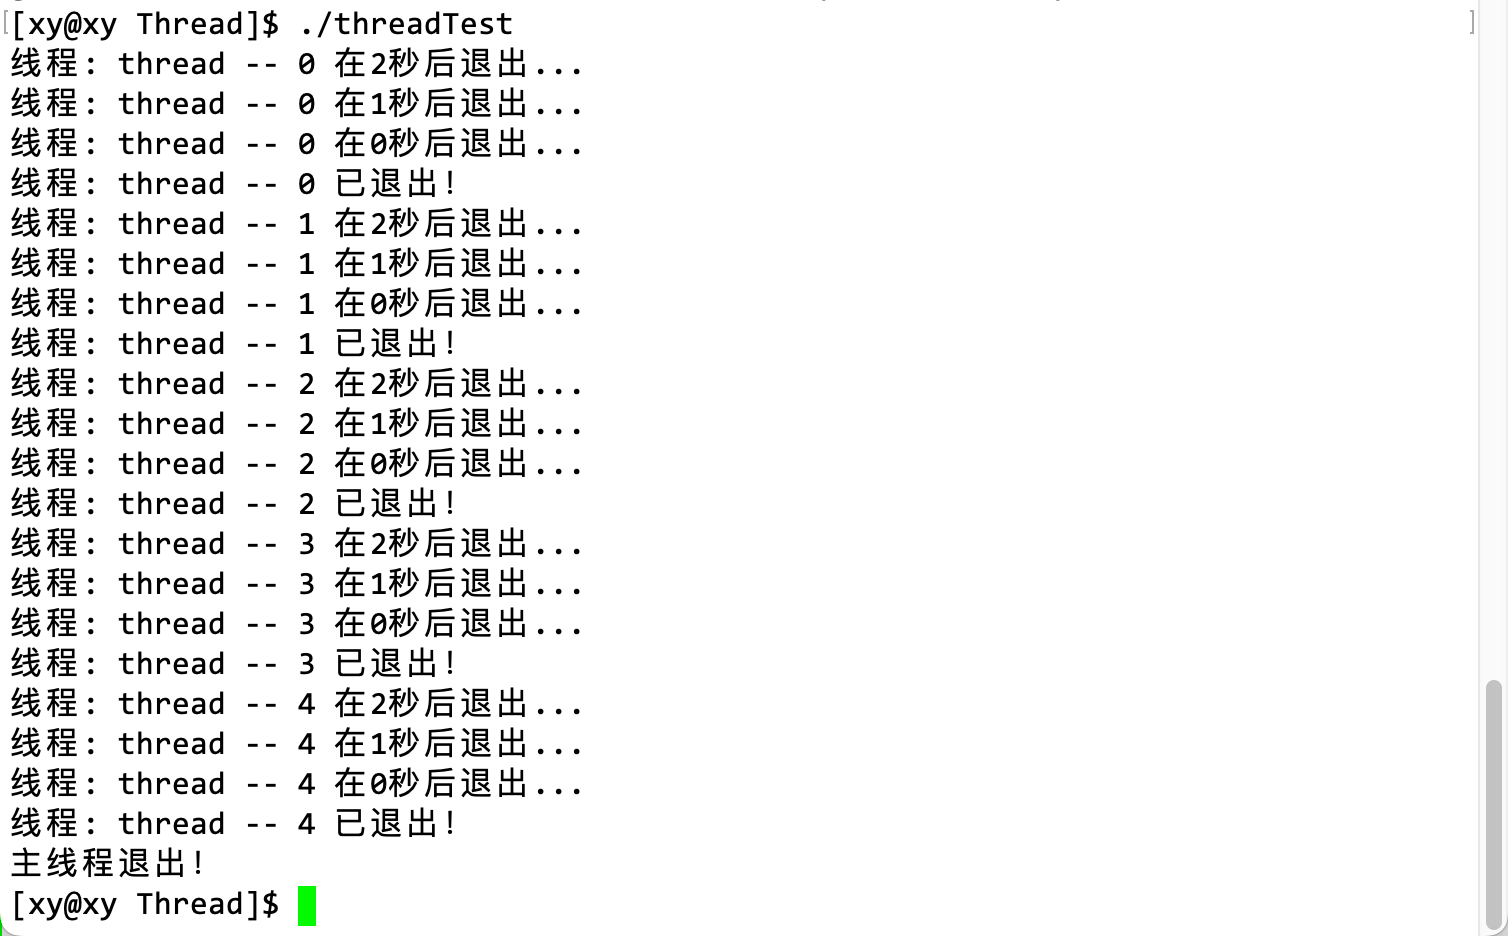 [xy@xy Thread]$ ./threadTest
线程: thread -- 0 在2秒后退出...
线程: thread -- 0 在1秒后退出...
线程: thread -- 0 在0秒后退出...
线程: thread -- 0 已退出!
线程: thread -- 1 在2秒后退出...
线程: thread -- 1 在1秒后退出...
线程: thread -- 1 在0秒后退出...
线程: thread -- 1 已退出!
线程: thread -- 2 在2秒后退出...
线程: thread -- 2 在1秒后退出...
线程: thread -- 2 在0秒后退出...
线程: thread -- 2 已退出!
线程: thread -- 3 在2秒后退出...
线程: thread -- 3 在1秒后退出...
线程: thread -- 3 在0秒后退出...
线程: thread -- 3 已退出!
线程: thread -- 4 在2秒后退出...
线程: thread -- 4 在1秒后退出...
线程: thread -- 4 在0秒后退出...
线程: thread -- 4 已退出!
主线程退出!
[xy@xy Thread]$